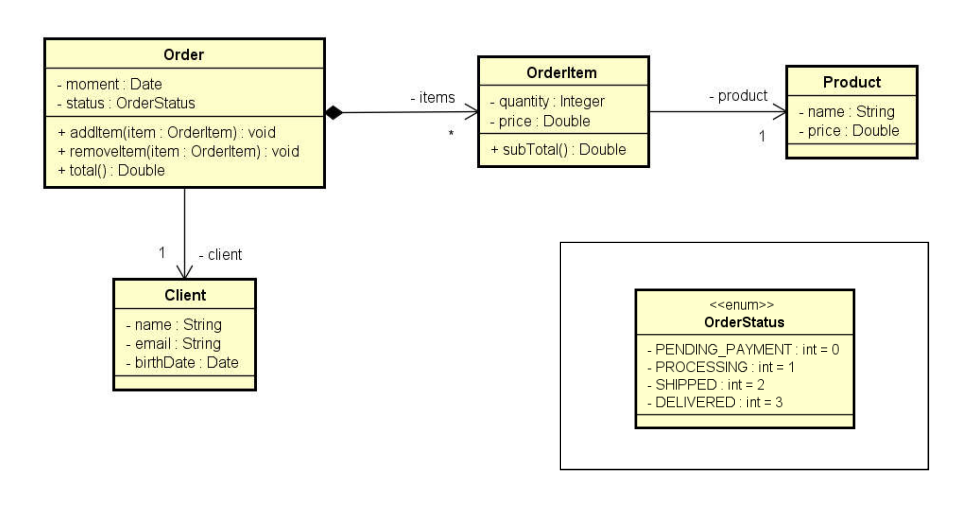 Order
- moment : Date
- status : OrderStatus
+ addItem(item : OrderItem) : void
+ removeItem(item : OrderItem) : void
+ total() : Double
- items
*
OrderItem
- quantity : Integer
- price : Double
+ subTotal() : Double
- product
1
Product
- name : String
- price : Double
1
- client
Client
- name : String
- email : String
- birthDate : Date
<<enum>>
OrderStatus
- PENDING_PAYMENT : int = 0
- PROCESSING : int = 1
- SHIPPED : int = 2
- DELIVERED : int = 3